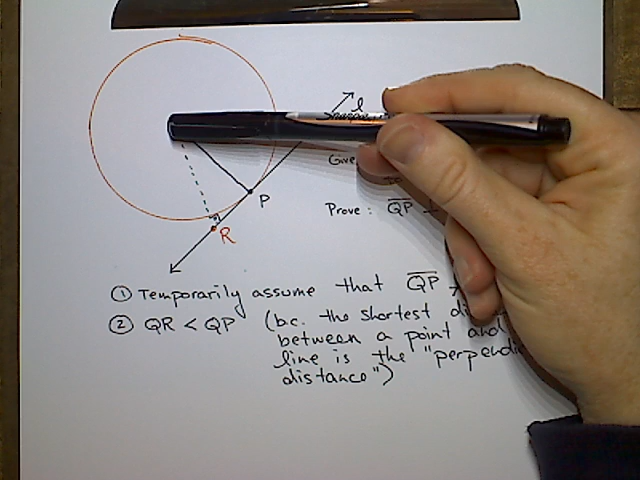 l
Sharpie
P
R
Prove: QP ⊥
① Temporarily assume that QP
② QR < QP (b.c. the shortest
between a point and
line is the "perpendi
distance")